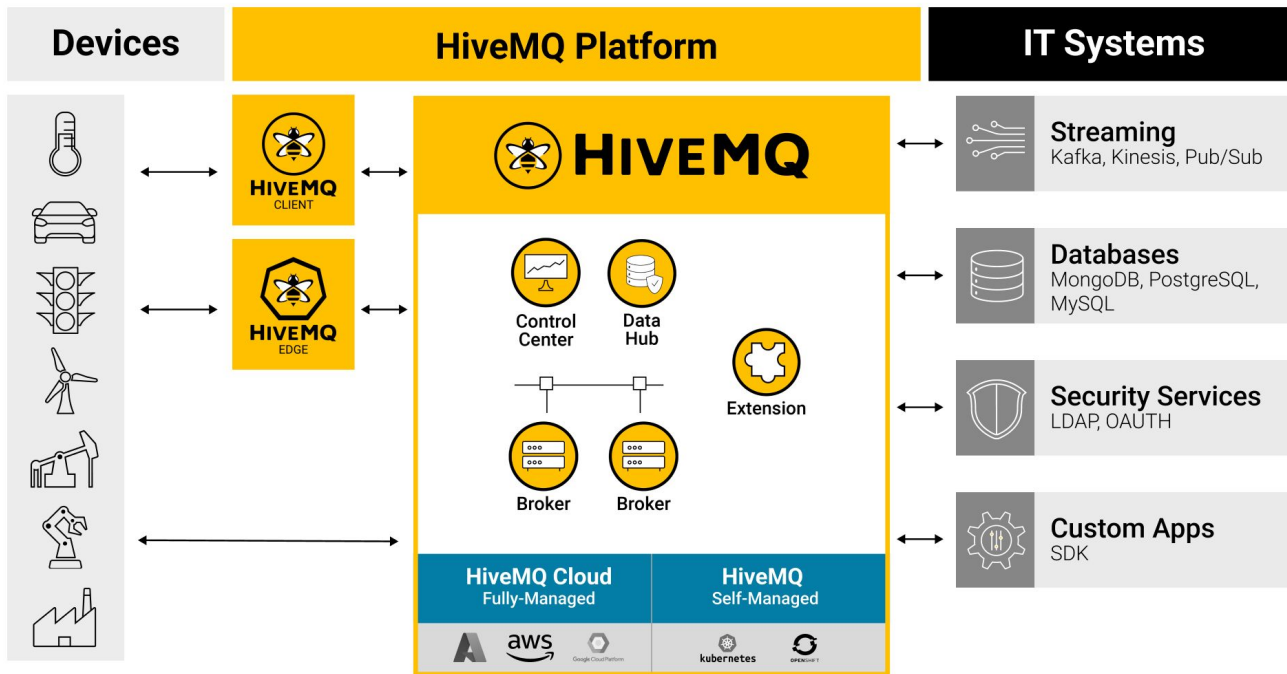 Devices
HiveMQ Platform
IT Systems
HIVEMQ
CLIENT
HIVEMQ
EDGE
HIVEMQ
Control
Center
Data
Hub
Extension
Broker
Broker
HiveMQ Cloud
Fully-Managed
HiveMQ
Self-Managed
aws
Google Cloud Platform
kubernetes
OPENSHIFT
Streaming
Kafka, Kinesis, Pub/Sub
Databases
MongoDB, PostgreSQL,
MySQL
Security Services
LDAP, OAUTH
Custom Apps
SDK